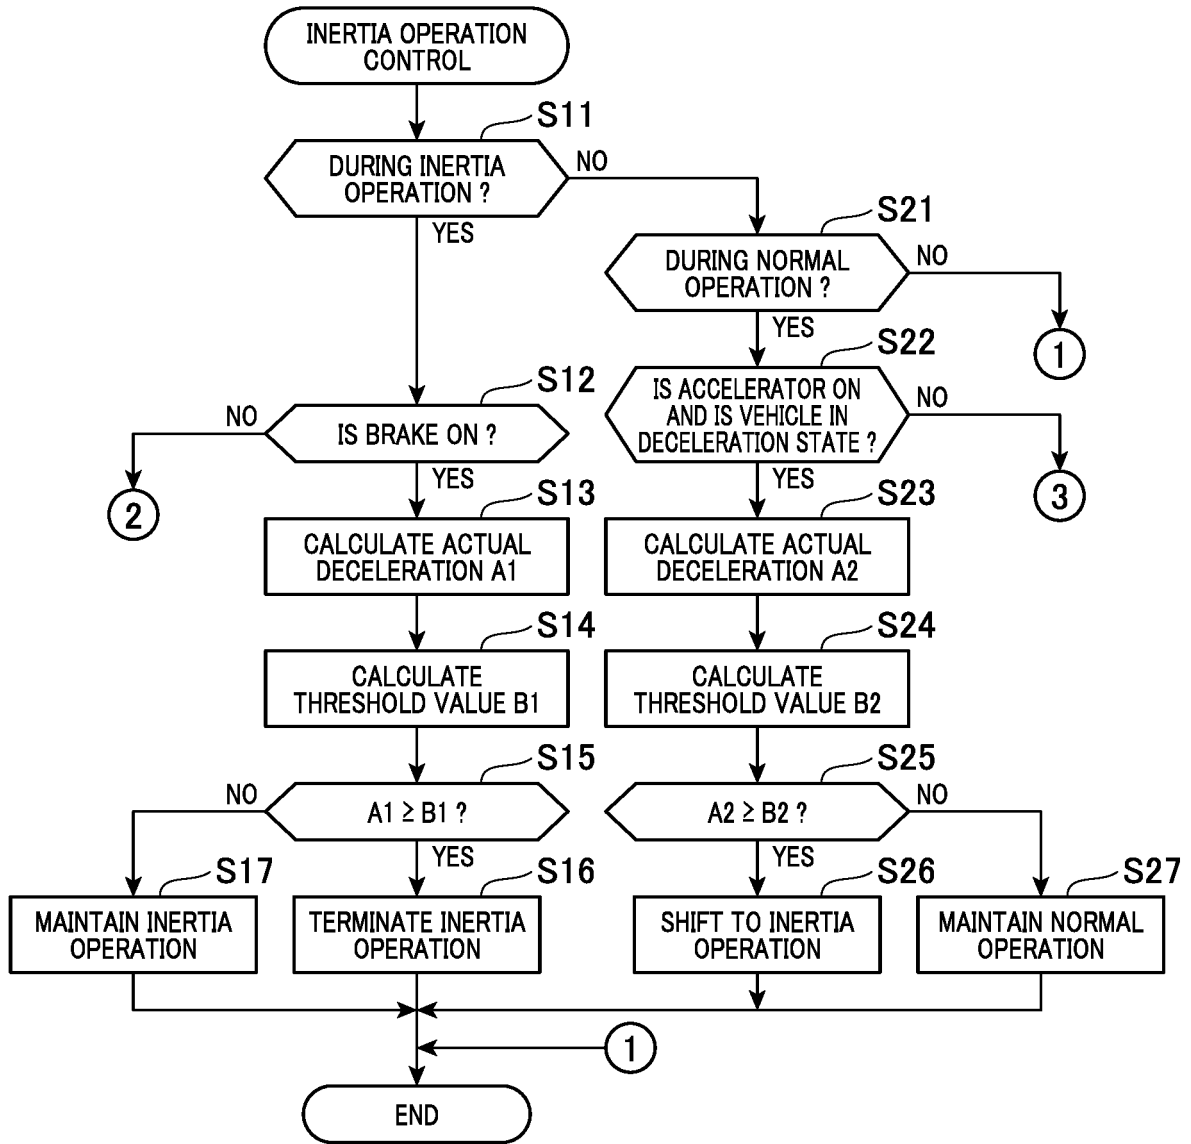 INERTIA OPERATION
CONTROL
S11
DURING INERTIA
OPERATION ?
NO
YES
S21
DURING NORMAL
OPERATION ?
NO
YES
1
S22
IS ACCELERATOR ON
AND IS VEHICLE IN
DECELERATION STATE ?
NO
YES
3
S12
IS BRAKE ON ?
NO
YES
2
S13
CALCULATE ACTUAL
DECELERATION A1
S23
CALCULATE ACTUAL
DECELERATION A2
S14
CALCULATE
THRESHOLD VALUE B1
S24
CALCULATE
THRESHOLD VALUE B2
S15
A1 ≥ B1 ?
NO
YES
S25
A2 ≥ B2 ?
NO
YES
S17
MAINTAIN INERTIA
OPERATION
S16
TERMINATE INERTIA
OPERATION
S26
SHIFT TO INERTIA
OPERATION
S27
MAINTAIN NORMAL
OPERATION
1
END